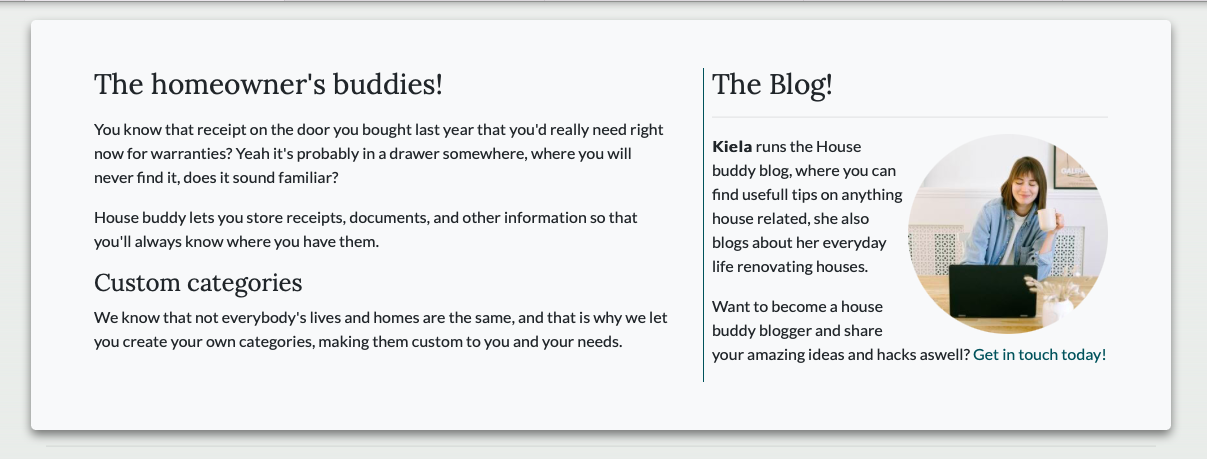 The homeowner's buddies!
You know that receipt on the door you bought last year that you'd really need right
now for warranties? Yeah it's probably in a drawer somewhere, where you will
never find it, does it sound familiar?
House buddy lets you store receipts, documents, and other information so that
you'll always know where you have them.
Custom categories
We know that not everybody's lives and homes are the same, and that is why we let
you create your own categories, making them custom to you and your needs.
The Blog!
Kiela runs the House
buddy blog, where you can
find usefull tips on anything
house related, she also
blogs about her everyday
life renovating houses.
Want to become a house
buddy blogger and share
your amazing ideas and hacks aswell? Get in touch today!